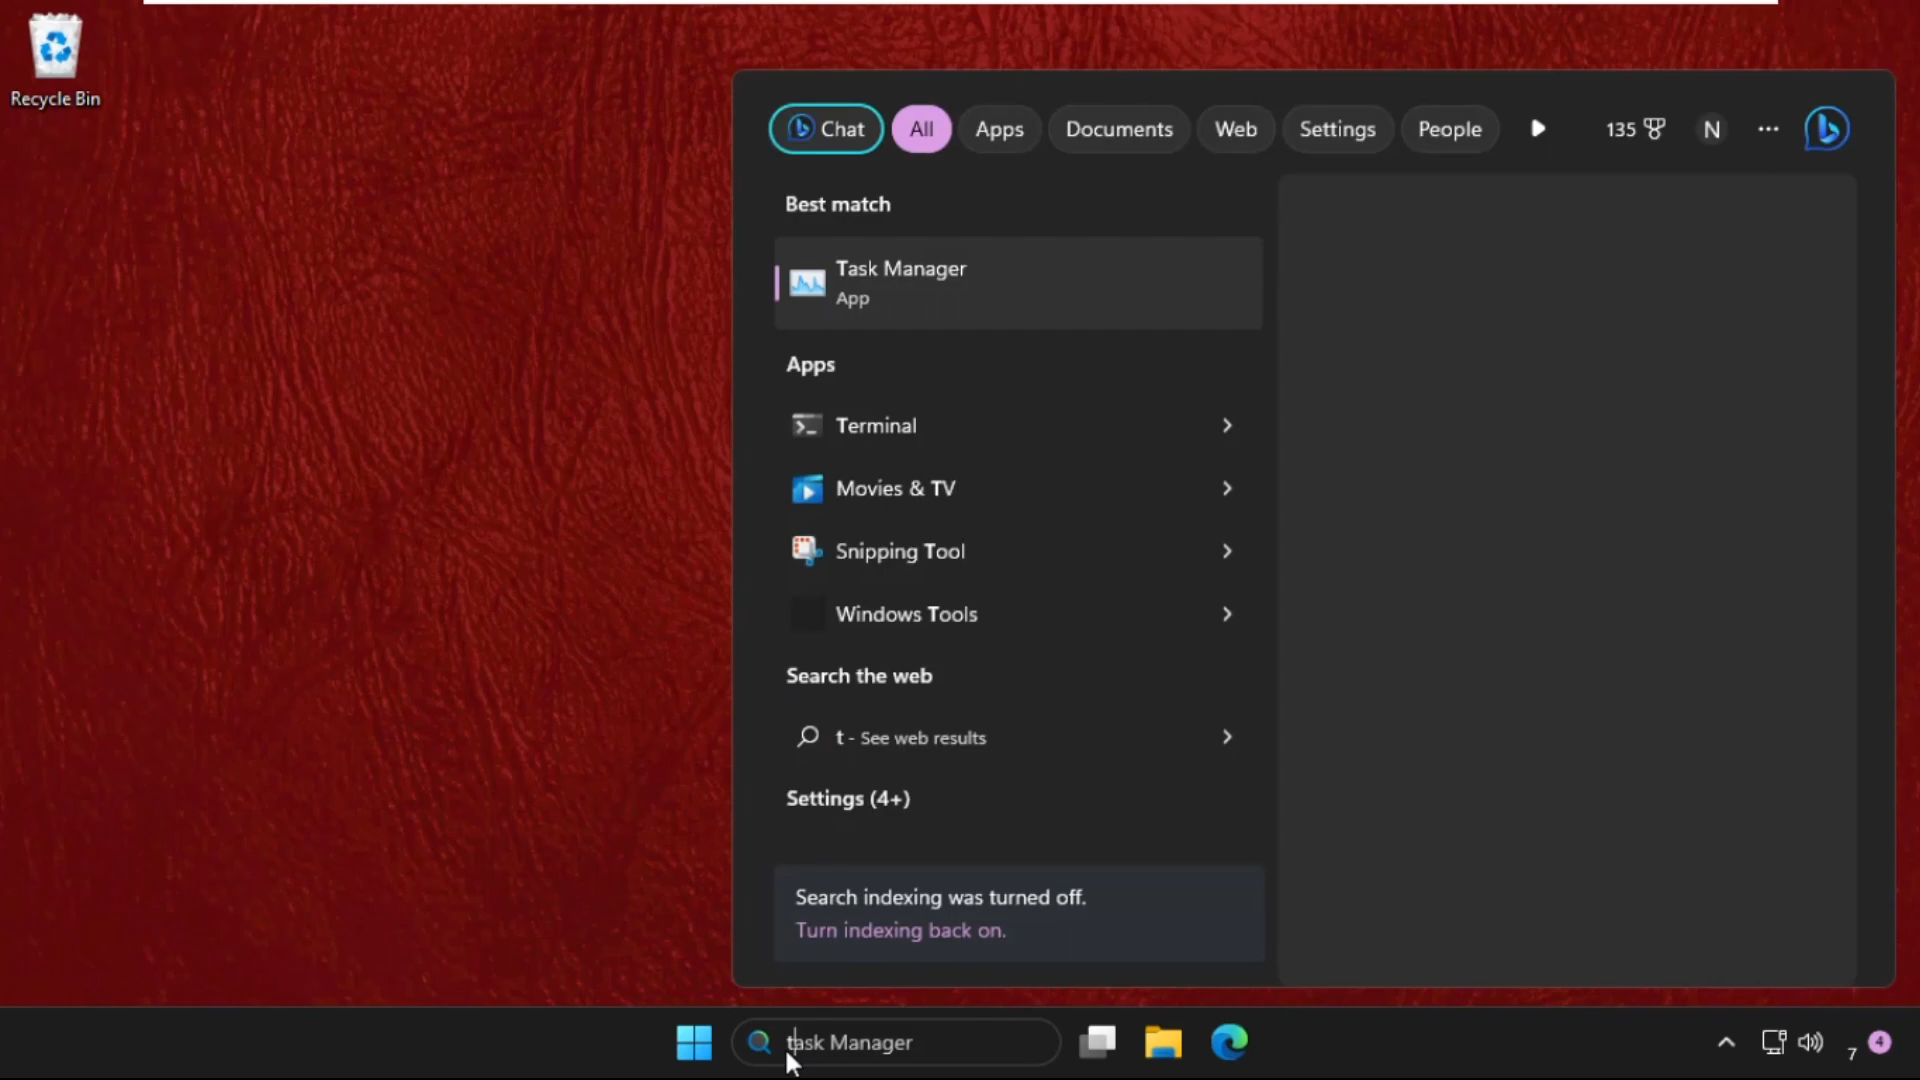 Recycle Bin
Chat All Apps Documents Web Settings People 135 N
Best match
Task Manager
App
Apps
Terminal
Movies & TV
Snipping Tool
Windows Tools
Search the web
t - See web results
Settings (4+)
Search indexing was turned off.
Turn indexing back on.
task Manager
7 4